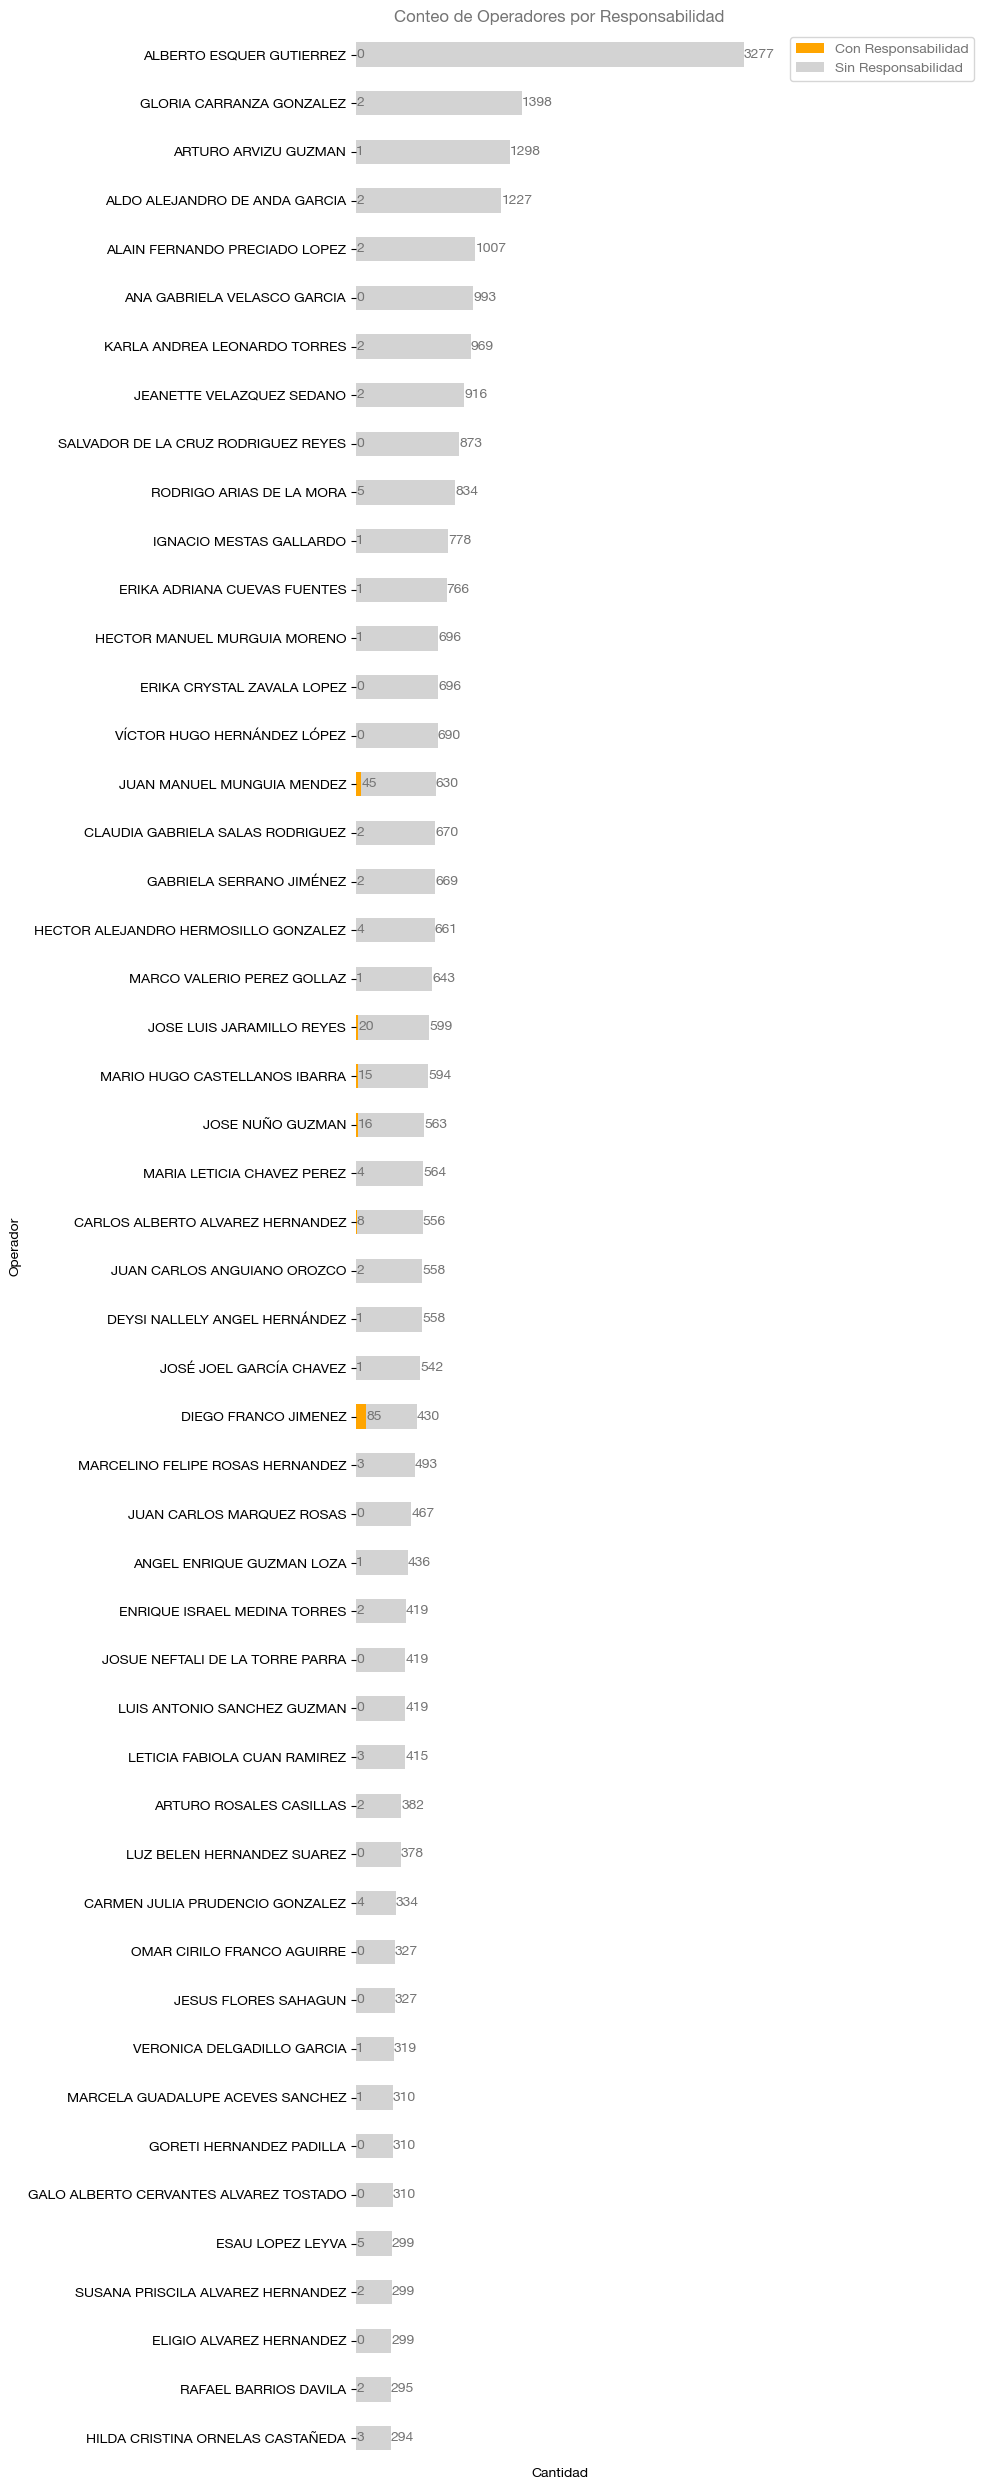 Conteo de Operadores por Responsabilidad
Con Responsabilidad
Sin Responsabilidad
ALBERTO ESQUER GUTIERREZ 0 3277
GLORIA CARRANZA GONZALEZ 2 1398
ARTURO ARVIZU GUZMAN 1 1298
ALDO ALEJANDRO DE ANDA GARCIA 2 1227
ALAIN FERNANDO PRECIADO LOPEZ 2 1007
ANA GABRIELA VELASCO GARCIA 0 993
KARLA ANDREA LEONARDO TORRES 2 969
JEANETTE VELAZQUEZ SEDANO 2 916
SALVADOR DE LA CRUZ RODRIGUEZ REYES 0 873
RODRIGO ARIAS DE LA MORA 5 834
IGNACIO MESTAS GALLARDO 1 778
ERIKA ADRIANA CUEVAS FUENTES 1 766
HECTOR MANUEL MURGUIA MORENO 1 696
ERIKA CRYSTAL ZAVALA LOPEZ 0 696
VÍCTOR HUGO HERNÁNDEZ LÓPEZ 0 690
JUAN MANUEL MUNGUIA MENDEZ 45 630
CLAUDIA GABRIELA SALAS RODRIGUEZ 2 670
GABRIELA SERRANO JIMÉNEZ 2 669
HECTOR ALEJANDRO HERMOSILLO GONZALEZ 4 661
MARCO VALERIO PEREZ GOLLAZ 1 643
JOSE LUIS JARAMILLO REYES 20 599
MARIO HUGO CASTELLANOS IBARRA 15 594
JOSE NUÑO GUZMAN 16 563
MARIA LETICIA CHAVEZ PEREZ 4 564
CARLOS ALBERTO ALVAREZ HERNANDEZ 8 556
Operador
JUAN CARLOS ANGUIANO OROZCO 2 558
DEYSI NALLELY ANGEL HERNÁNDEZ 1 558
JOSÉ JOEL GARCÍA CHAVEZ 1 542
DIEGO FRANCO JIMENEZ 85 430
MARCELINO FELIPE ROSAS HERNANDEZ 3 493
JUAN CARLOS MARQUEZ ROSAS 0 467
ANGEL ENRIQUE GUZMAN LOZA 1 436
ENRIQUE ISRAEL MEDINA TORRES 2 419
JOSUE NEFTALI DE LA TORRE PARRA 0 419
LUIS ANTONIO SANCHEZ GUZMAN 0 419
LETICIA FABIOLA CUAN RAMIREZ 3 415
ARTURO ROSALES CASILLAS 2 382
LUZ BELEN HERNANDEZ SUAREZ 0 378
CARMEN JULIA PRUDENCIO GONZALEZ 4 334
OMAR CIRILO FRANCO AGUIRRE 0 327
JESUS FLORES SAHAGUN 0 327
VERONICA DELGADILLO GARCIA 1 319
MARCELA GUADALUPE ACEVES SANCHEZ 1 310
GORETI HERNANDEZ PADILLA 0 310
GALO ALBERTO CERVANTES ALVAREZ TOSTADO 0 310
ESAU LOPEZ LEYVA 5 299
SUSANA PRISCILA ALVAREZ HERNANDEZ 2 299
ELIGIO ALVAREZ HERNANDEZ 0 299
RAFAEL BARRIOS DAVILA 2 295
HILDA CRISTINA ORNELAS CASTAÑEDA 3 294
Cantidad